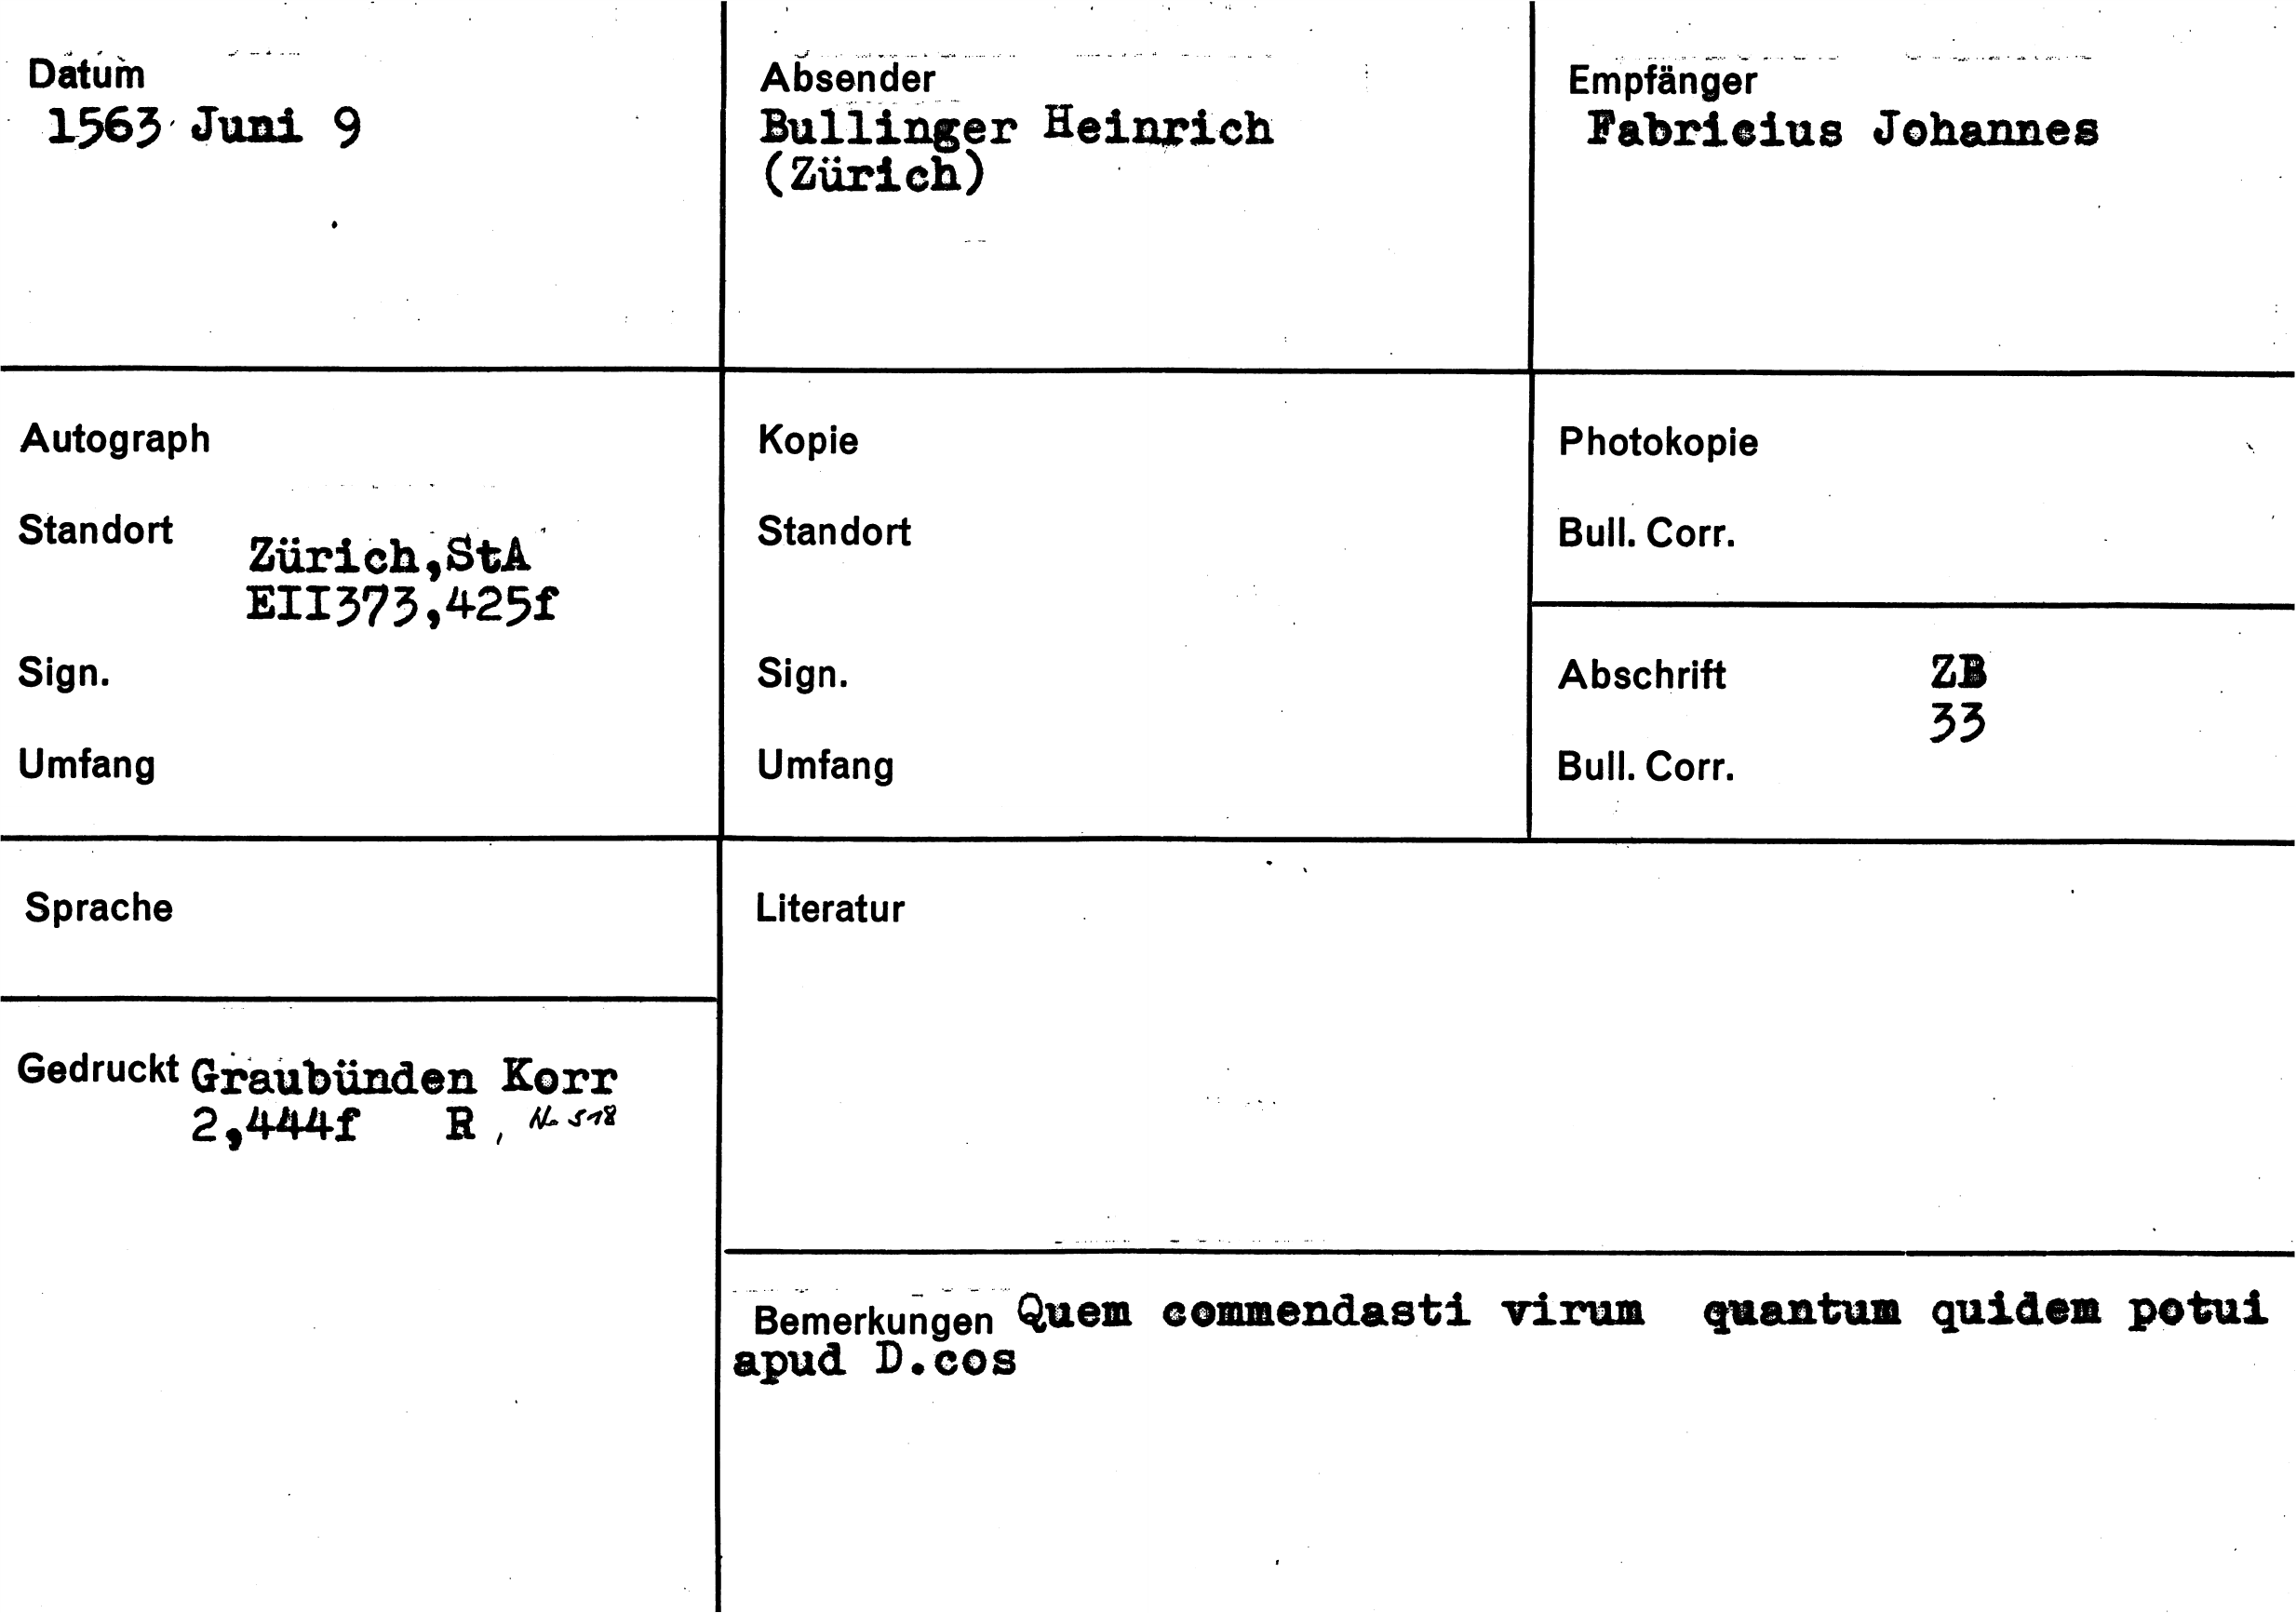 Datum
1563 Juni 9
Absender
Bullinger Heinrich
(Zürich)
Empfänger
Fabricius Johannes
Autograph
Standort
Zürich,StA
EII373,425f
Sign.
Umfang
Kopie
Standort
Sign.
Umfang
Photokopie
Bull. Corr.
Abschrift ZB
33
Bull. Corr.
Sprache
Gedruckt Graubünden Korr
2,444f R, No 518
Literatur
Bemerkungen Quem commendasti virum quantum quidem potui
apud D.cos